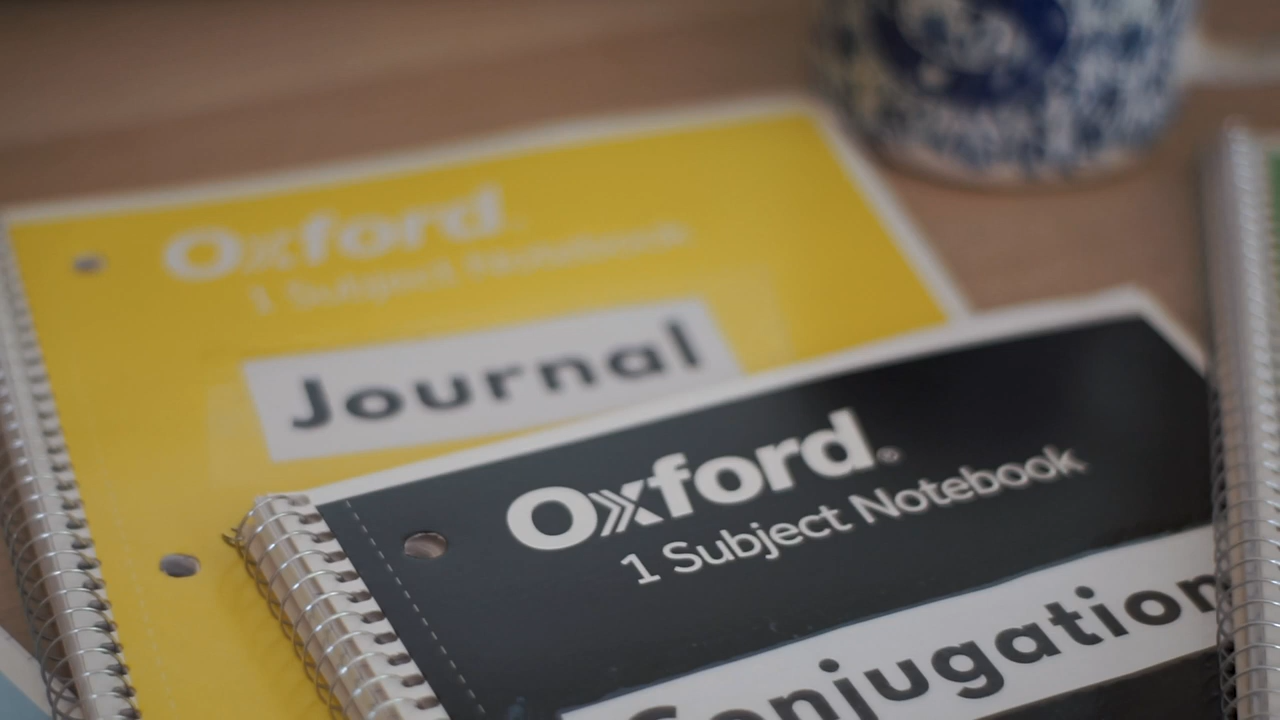 Oxford
1 Subject Notebook
Journal
Oxford®
1 Subject Notebook
Conjugation